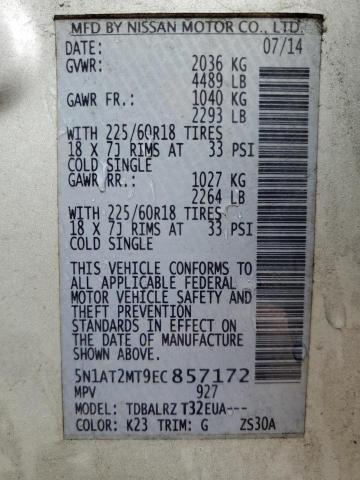 MFD BY NISSAN MOTOR CO., LTD.
DATE: 07/14
GVWR: 2036 KG
4489 LB
GAWR FR.: 1040 KG
2293 LB
WITH 225/60R18 TIRES
18 X 7J RIMS AT 33 PSI
COLD SINGLE
GAWR RR.: 1027 KG
2264 LB
WITH 225/60R18 TIRES
18 X 7J RIMS AT 33 PSI
COLD SINGLE
THIS VEHICLE CONFORMS TO
ALL APPLICABLE FEDERAL
MOTOR VEHICLE SAFETY AND
THEFT PREVENTION
STANDARDS IN EFFECT ON
THE DATE OF MANUFACTURE
SHOWN ABOVE.
5N1AT2MT9EC857172
MPV 927
MODEL: TDBALRZ T32EUA---
COLOR: K23 TRIM: G ZS30A